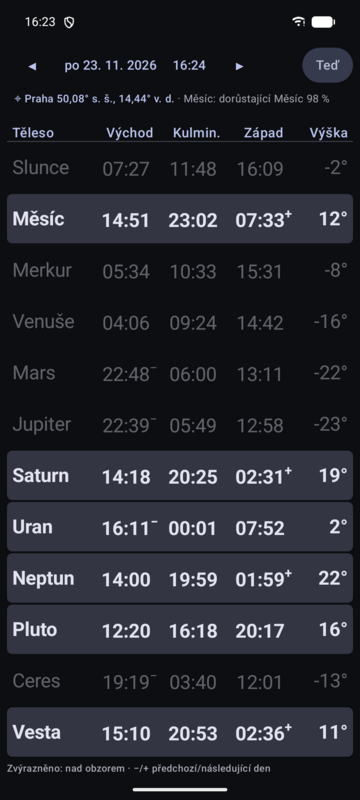 16:23
◄ po 23. 11. 2026 16:24 ► Teď
⌖ Praha 50,08° s. š., 14,44° v. d. · Měsíc: dorůstající Měsíc 98 %
Těleso Východ Kulmin. Západ Výška
Slunce 07:27 11:48 16:09 -2°
Měsíc 14:51 23:02 07:33⁺ 12°
Merkur 05:34 10:33 15:31 -8°
Venuše 04:06 09:24 14:42 -16°
Mars 22:48⁻ 06:00 13:11 -22°
Jupiter 22:39⁻ 05:49 12:58 -23°
Saturn 14:18 20:25 02:31⁺ 19°
Uran 16:11⁻ 00:01 07:52 2°
Neptun 14:00 19:59 01:59⁺ 22°
Pluto 12:20 16:18 20:17 16°
Ceres 19:19⁻ 03:40 12:01 -13°
Vesta 15:10 20:53 02:36⁺ 11°
Zvýrazněno: nad obzorem · −/+ předchozí/následující den